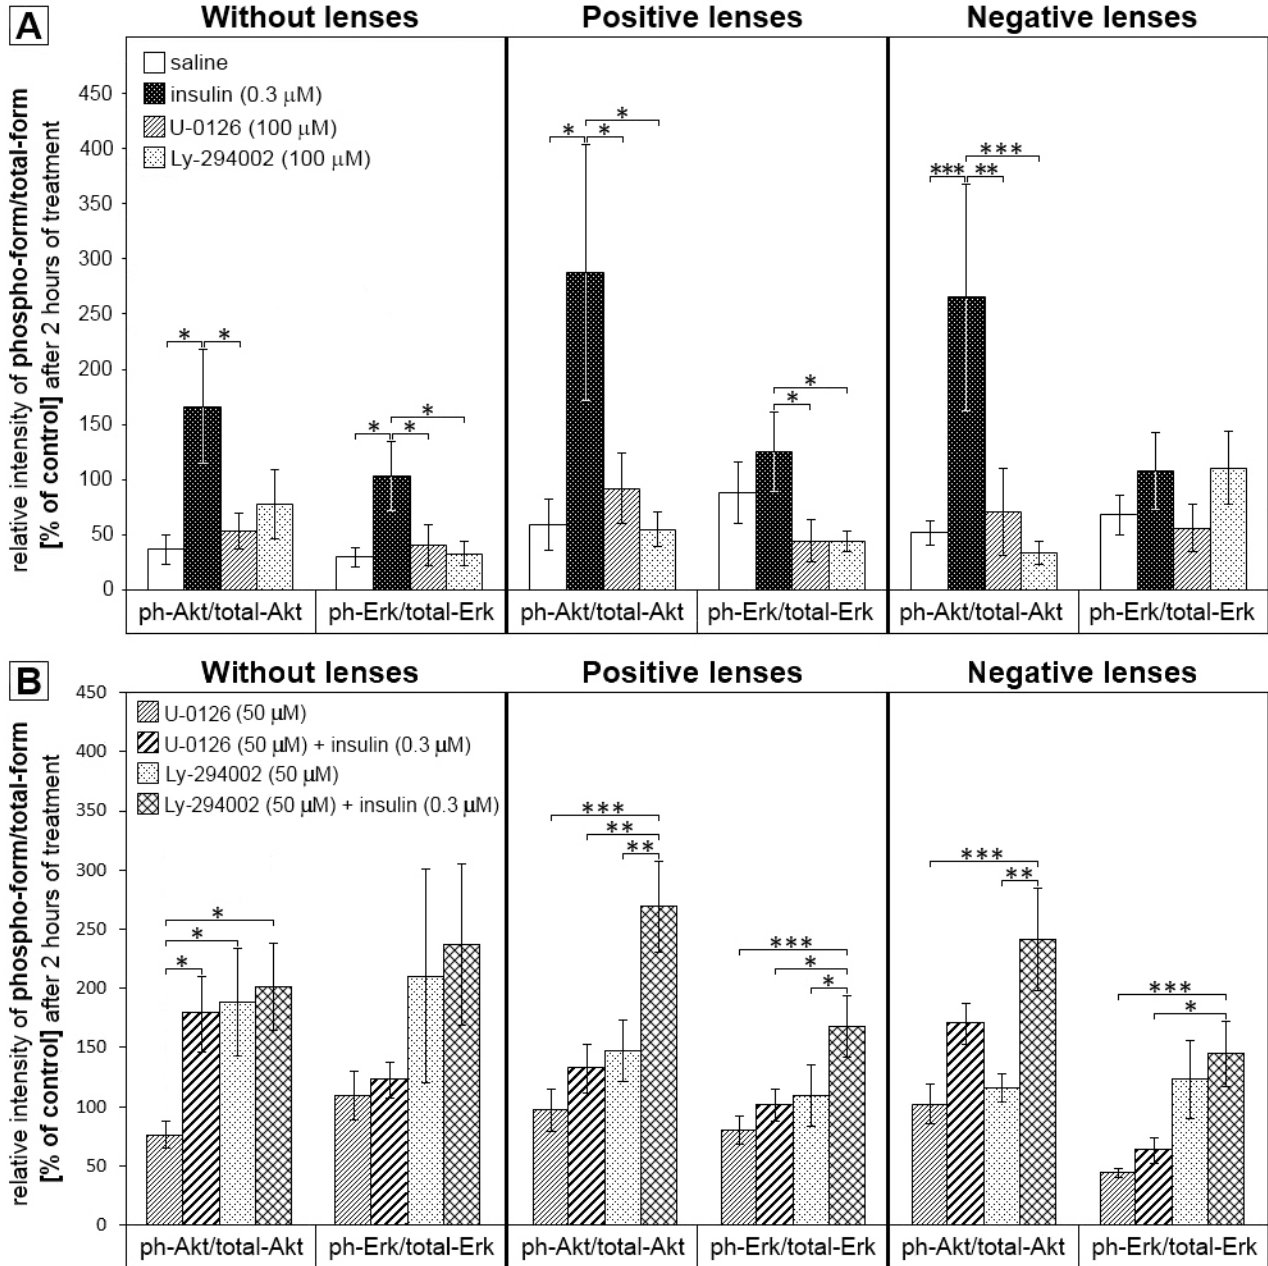 A
Without lenses
Positive lenses
Negative lenses
relative intensity of phospho-form/total-form
[% of control] after 2 hours of treatment
saline
insulin (0.3 µM)
U-0126 (100 µM)
Ly-294002 (100 µM)
450
400
350
300
250
200
150
100
50
0
* *
* * *
* * *
* *
*** ** ***
ph-Akt/total-Akt
ph-Erk/total-Erk
ph-Akt/total-Akt
ph-Erk/total-Erk
ph-Akt/total-Akt
ph-Erk/total-Erk
B
Without lenses
Positive lenses
Negative lenses
relative intensity of phospho-form/total-form
[% of control] after 2 hours of treatment
U-0126 (50 µM)
U-0126 (50 µM) + insulin (0.3 µM)
Ly-294002 (50 µM)
Ly-294002 (50 µM) + insulin (0.3 µM)
450
400
350
300
250
200
150
100
50
0
*
*
*
***
**
**
***
*
*
***
**
***
*
ph-Akt/total-Akt
ph-Erk/total-Erk
ph-Akt/total-Akt
ph-Erk/total-Erk
ph-Akt/total-Akt
ph-Erk/total-Erk